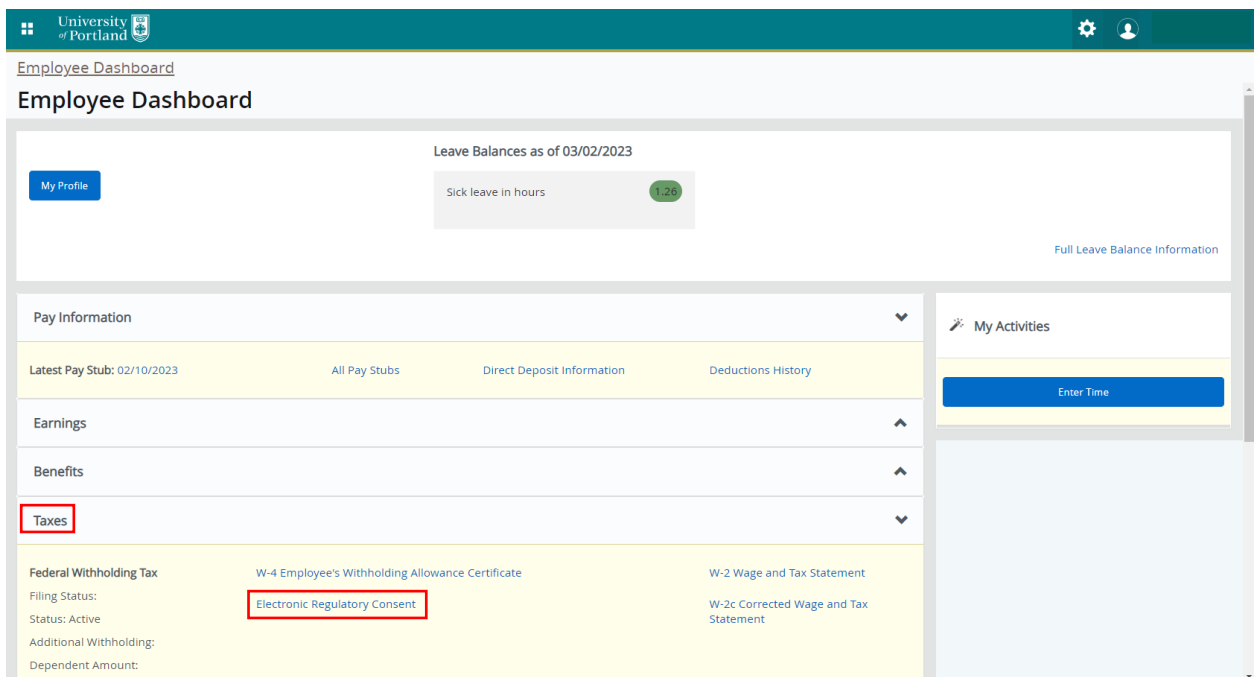 University
of Portland
Employee Dashboard
Employee Dashboard
Leave Balances as of 03/02/2023
My Profile
Sick leave in hours 1.26
Full Leave Balance Information
Pay Information
My Activities
Latest Pay Stub: 02/10/2023 All Pay Stubs Direct Deposit Information Deductions History
Enter Time
Earnings
Benefits
Taxes
Federal Withholding Tax W-4 Employee's Withholding Allowance Certificate W-2 Wage and Tax Statement
Filing Status:
Electronic Regulatory Consent W-2c Corrected Wage and Tax
Statement
Status: Active
Additional Withholding:
Dependent Amount: